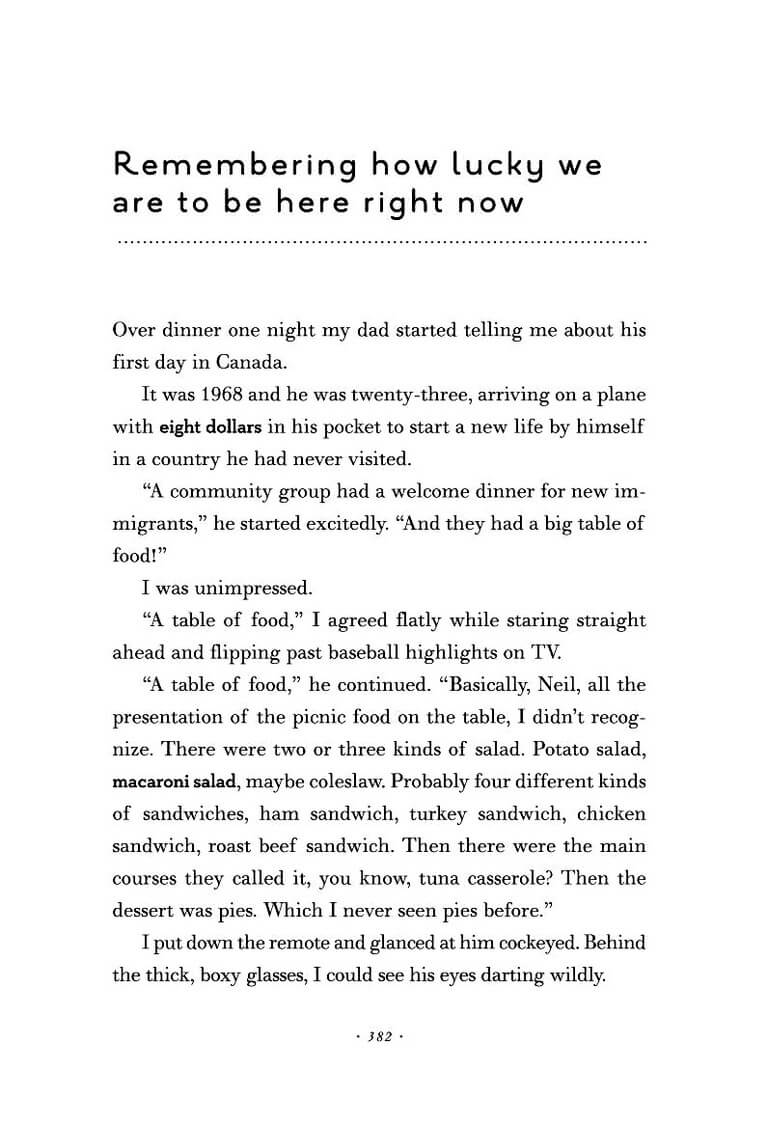 Remembering how lucky we
are to be here right now
Over dinner one night my dad started telling me about his
first day in Canada.
It was 1968 and he was twenty-three, arriving on a plane
with eight dollars in his pocket to start a new life by himself
in a country he had never visited.
“A community group had a welcome dinner for new im-
migrants,” he started excitedly. “And they had a big table of
food!”
I was unimpressed.
“A table of food,” I agreed flatly while staring straight
ahead and flipping past baseball highlights on TV.
“A table of food,” he continued. “Basically, Neil, all the
presentation of the picnic food on the table, I didn’t recog-
nize. There were two or three kinds of salad. Potato salad,
macaroni salad, maybe coleslaw. Probably four different kinds
of sandwiches, ham sandwich, turkey sandwich, chicken
sandwich, roast beef sandwich. Then there were the main
courses they called it, you know, tuna casserole? Then the
dessert was pies. Which I never seen pies before.”
I put down the remote and glanced at him cockeyed. Behind
the thick, boxy glasses, I could see his eyes darting wildly.
· 382 ·